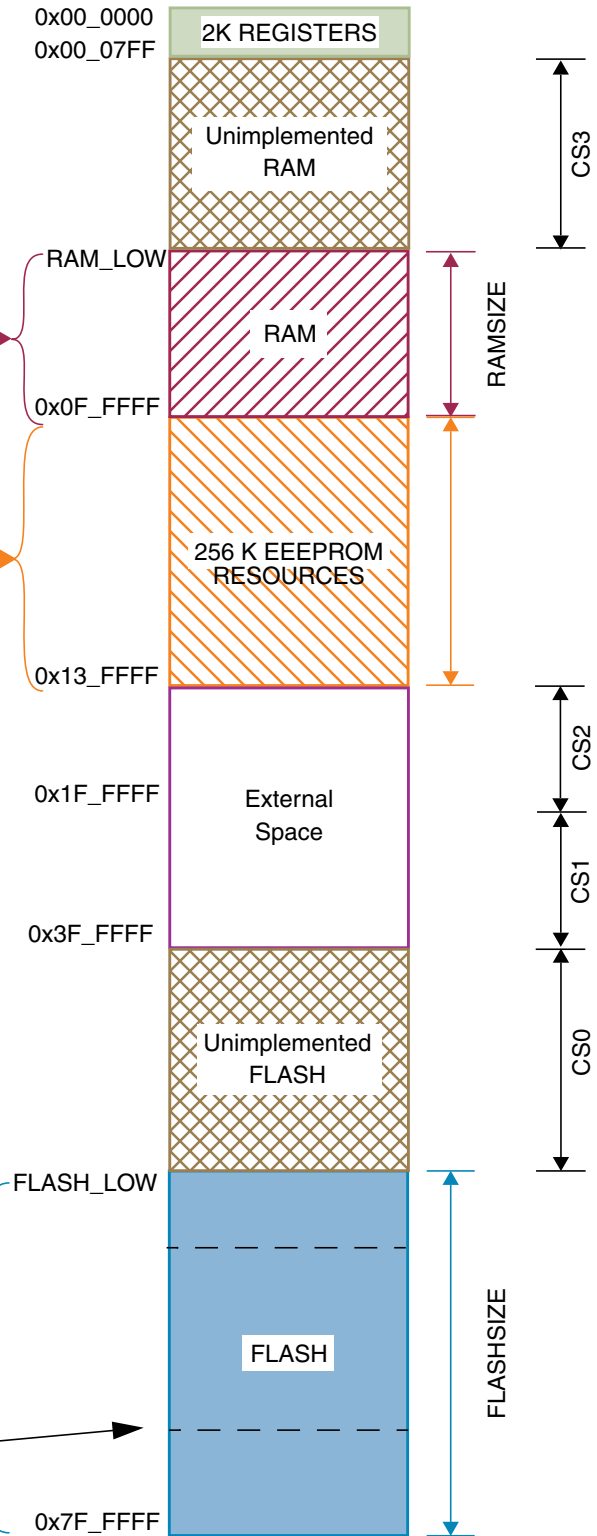 0x00_0000
2K REGISTERS
0x00_07FF
Unimplemented
RAM
CS3
RAM_LOW
RAM
RAMSIZE
0x0F_FFFF
256 K EEEPROM
RESOURCES
0x13_FFFF
CS2
0x1F_FFFF
External
Space
CS1
0x3F_FFFF
Unimplemented
FLASH
CS0
FLASH_LOW
FLASH
FLASHSIZE
0x7F_FFFF